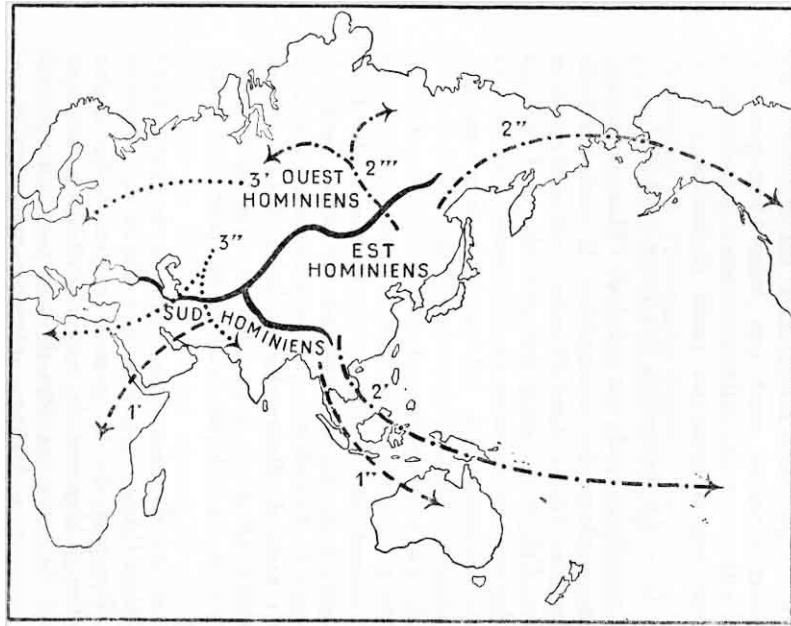 2"
2'"
3' OUEST
HOMINIENS
3"
EST
HOMINIENS
SUD HOMINIENS
1'
2'
1"